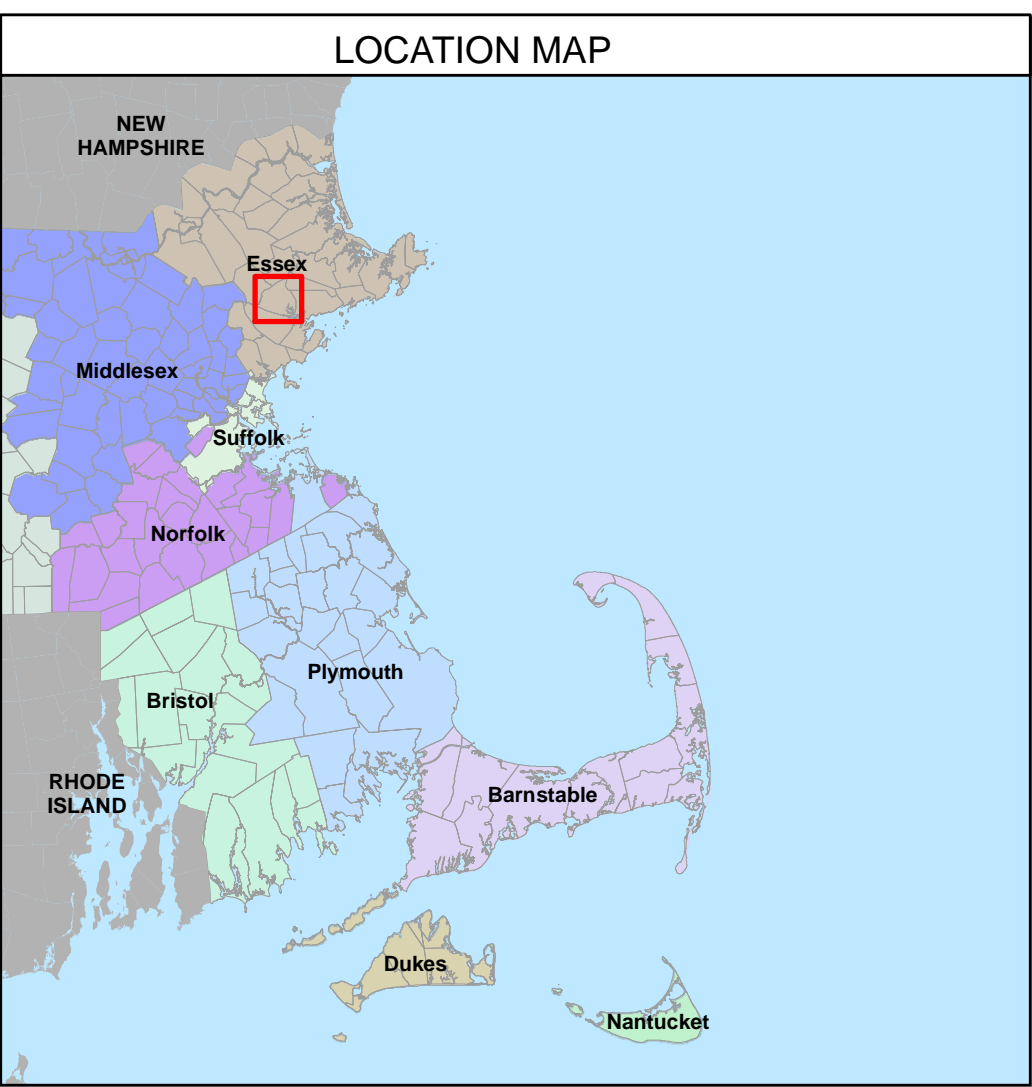 LOCATION MAP
NEW
HAMPSHIRE
Essex
Middlesex
Suffolk
Norfolk
Plymouth
Bristol
RHODE
ISLAND
Barnstable
Dukes
Nantucket